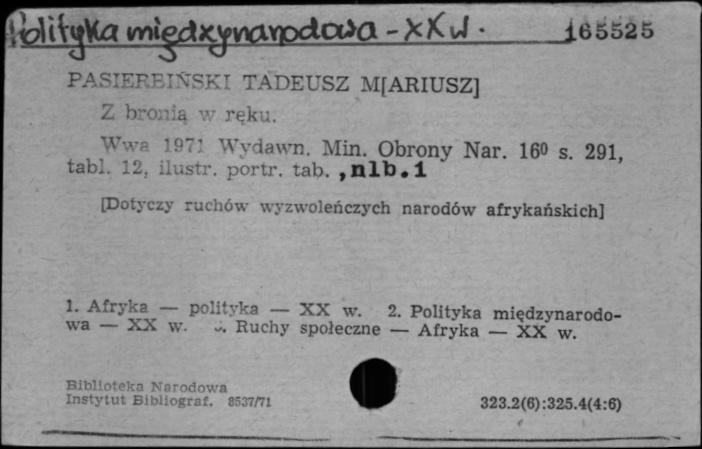 Polityka międzynarodowa - XX w. 165525
PASIERBIŃSKI TADEUSZ M[ARIUSZ]
Z bronią w ręku.
Wwa 1971 Wydawn. Min. Obrony Nar. 16⁰ s. 291,
tabl. 12, ilustr. portr. tab. , nlb. 1
[Dotyczy ruchów wyzwoleńczych narodów afrykańskich]
1. Afryka — polityka — XX w. 2. Polityka międzynarodo-
wa — XX w. 3. Ruchy społeczne — Afryka — XX w.
Biblioteka Narodowa
Instytut Bibliograf. 8537/71
323.2(6):325.4(4:6)